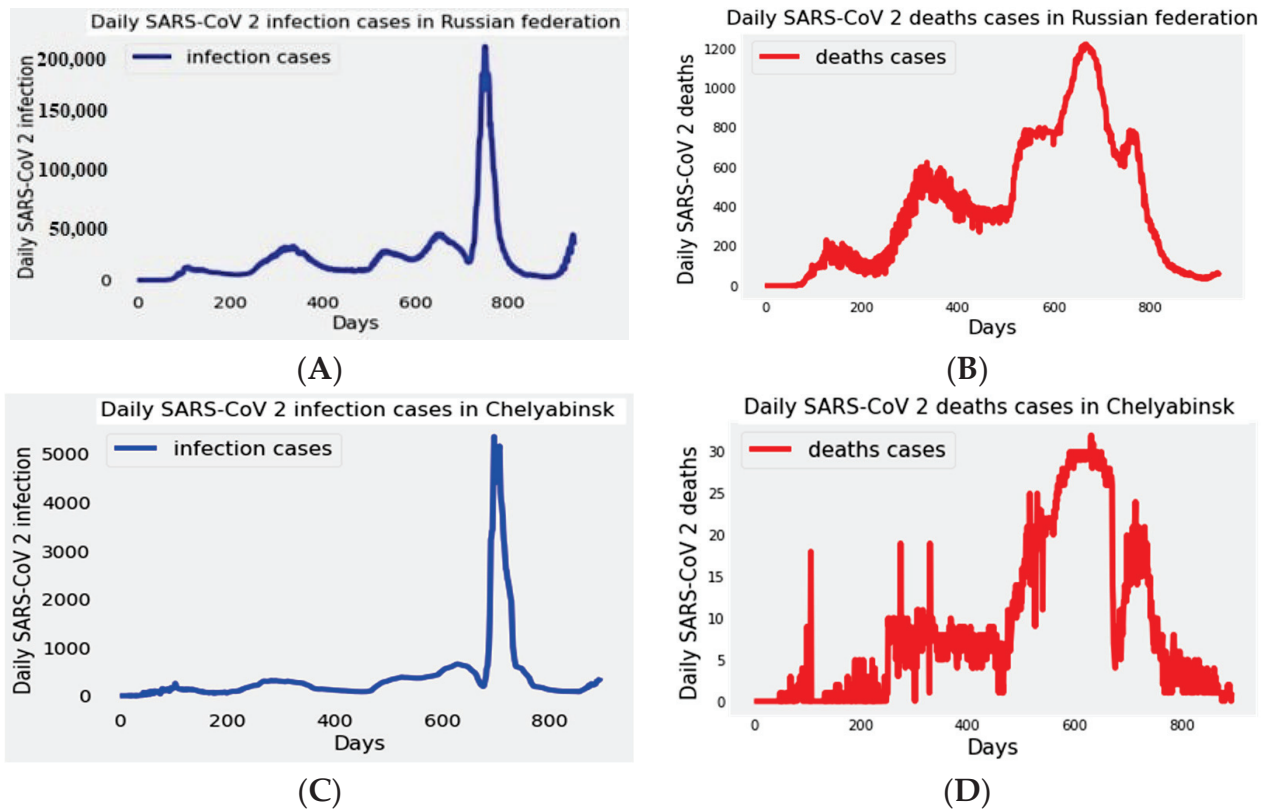 Daily SARS-CoV 2 infection cases in Russian federation
infection cases
Daily SARS-CoV 2 infection
200,000
150,000
100,000
50,000
0
0 200 400 600 800
Days
(A)
Daily SARS-CoV 2 deaths cases in Russian federation
deaths cases
Daily SARS-CoV 2 deaths
1200
1000
800
600
400
200
0
0 200 400 600 800
Days
(B)
Daily SARS-CoV 2 infection cases in Chelyabinsk
infection cases
Daily SARS-CoV 2 infection
5000
4000
3000
2000
1000
0
0 200 400 600 800
Days
(C)
Daily SARS-CoV 2 deaths cases in Chelyabinsk
deaths cases
Daily SARS-CoV 2 deaths
30
25
20
15
10
5
0
0 200 400 600 800
Days
(D)